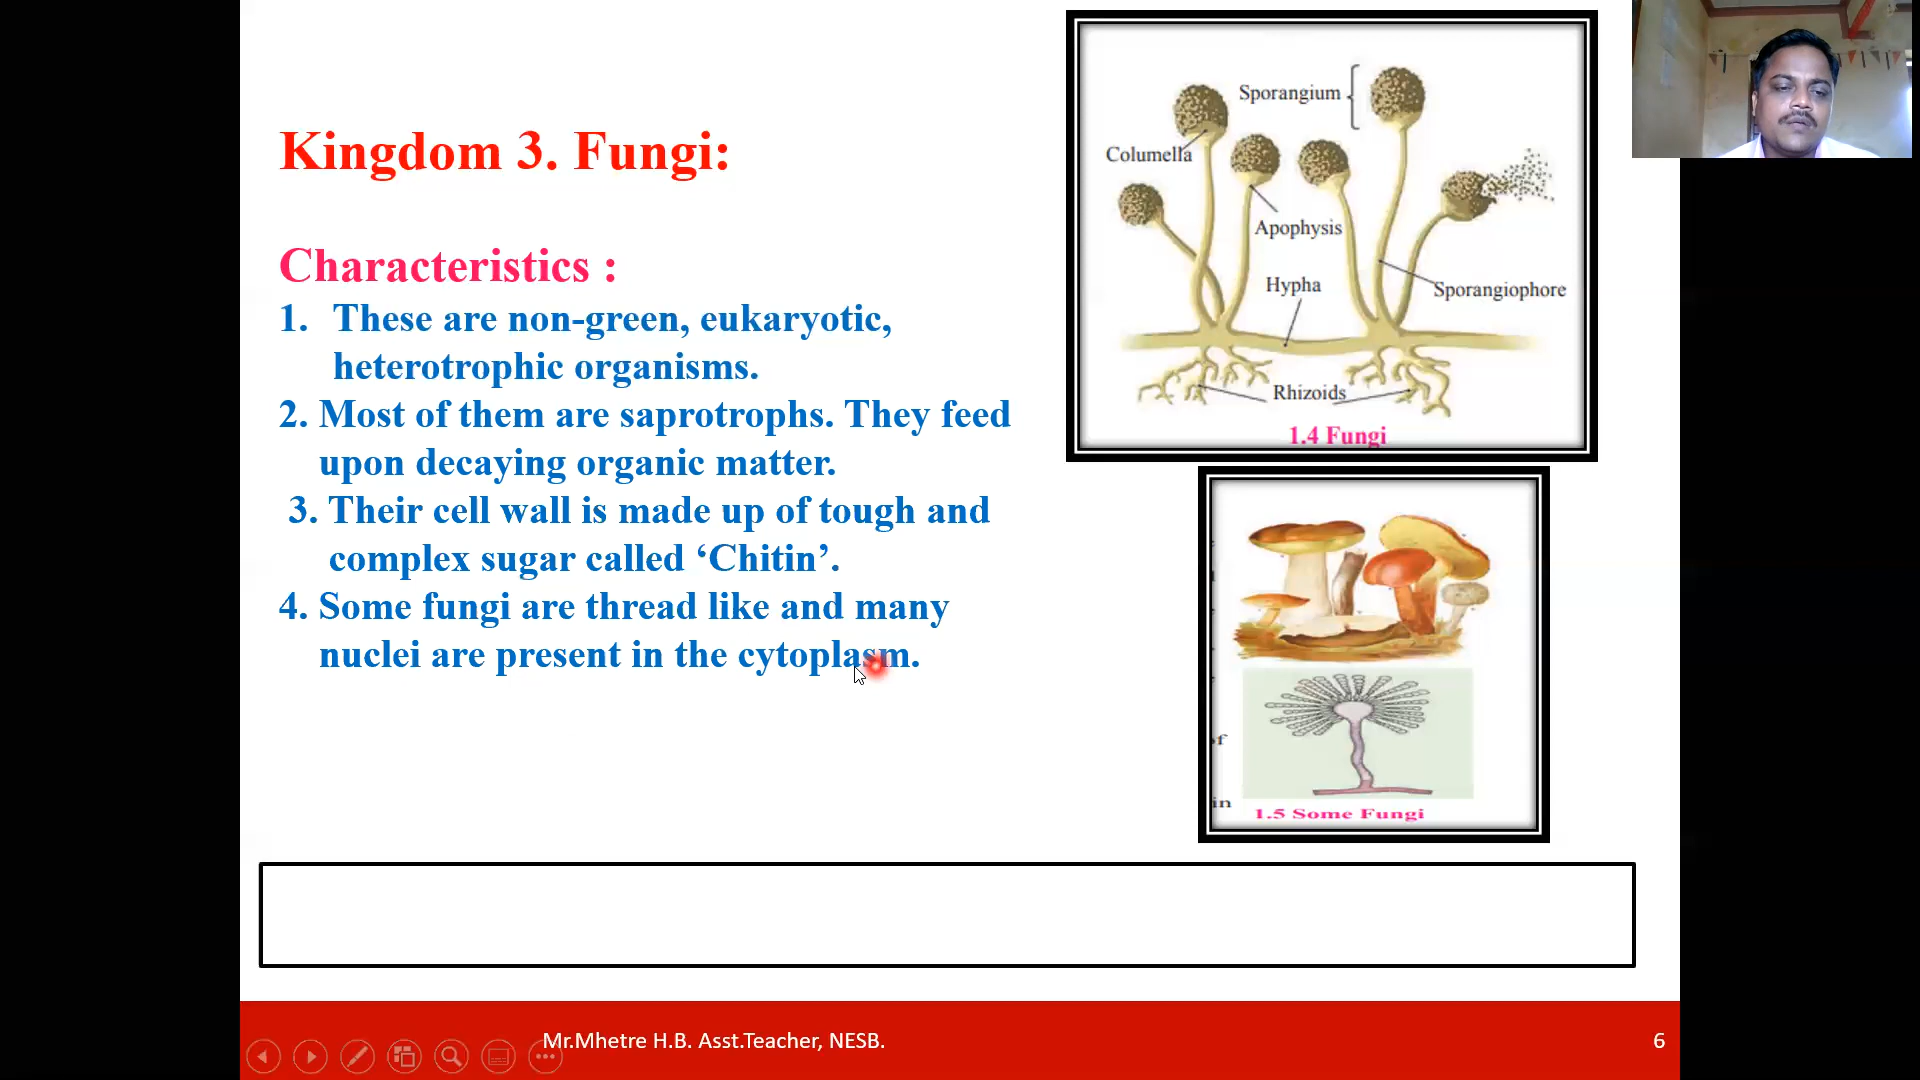 Kingdom 3. Fungi:
Characteristics :
1. These are non-green, eukaryotic,
heterotrophic organisms.
2. Most of them are saprotrophs. They feed
upon decaying organic matter.
3. Their cell wall is made up of tough and
complex sugar called ‘Chitin’.
4. Some fungi are thread like and many
nuclei are present in the cytoplasm.
Sporangium
Columella
Apophysis
Hypha
Sporangiophore
Rhizoids
1.4 Fungi
of
in
1.5 Some Fungi
Mr.Mhetre H.B. Asst.Teacher, NESB.
6